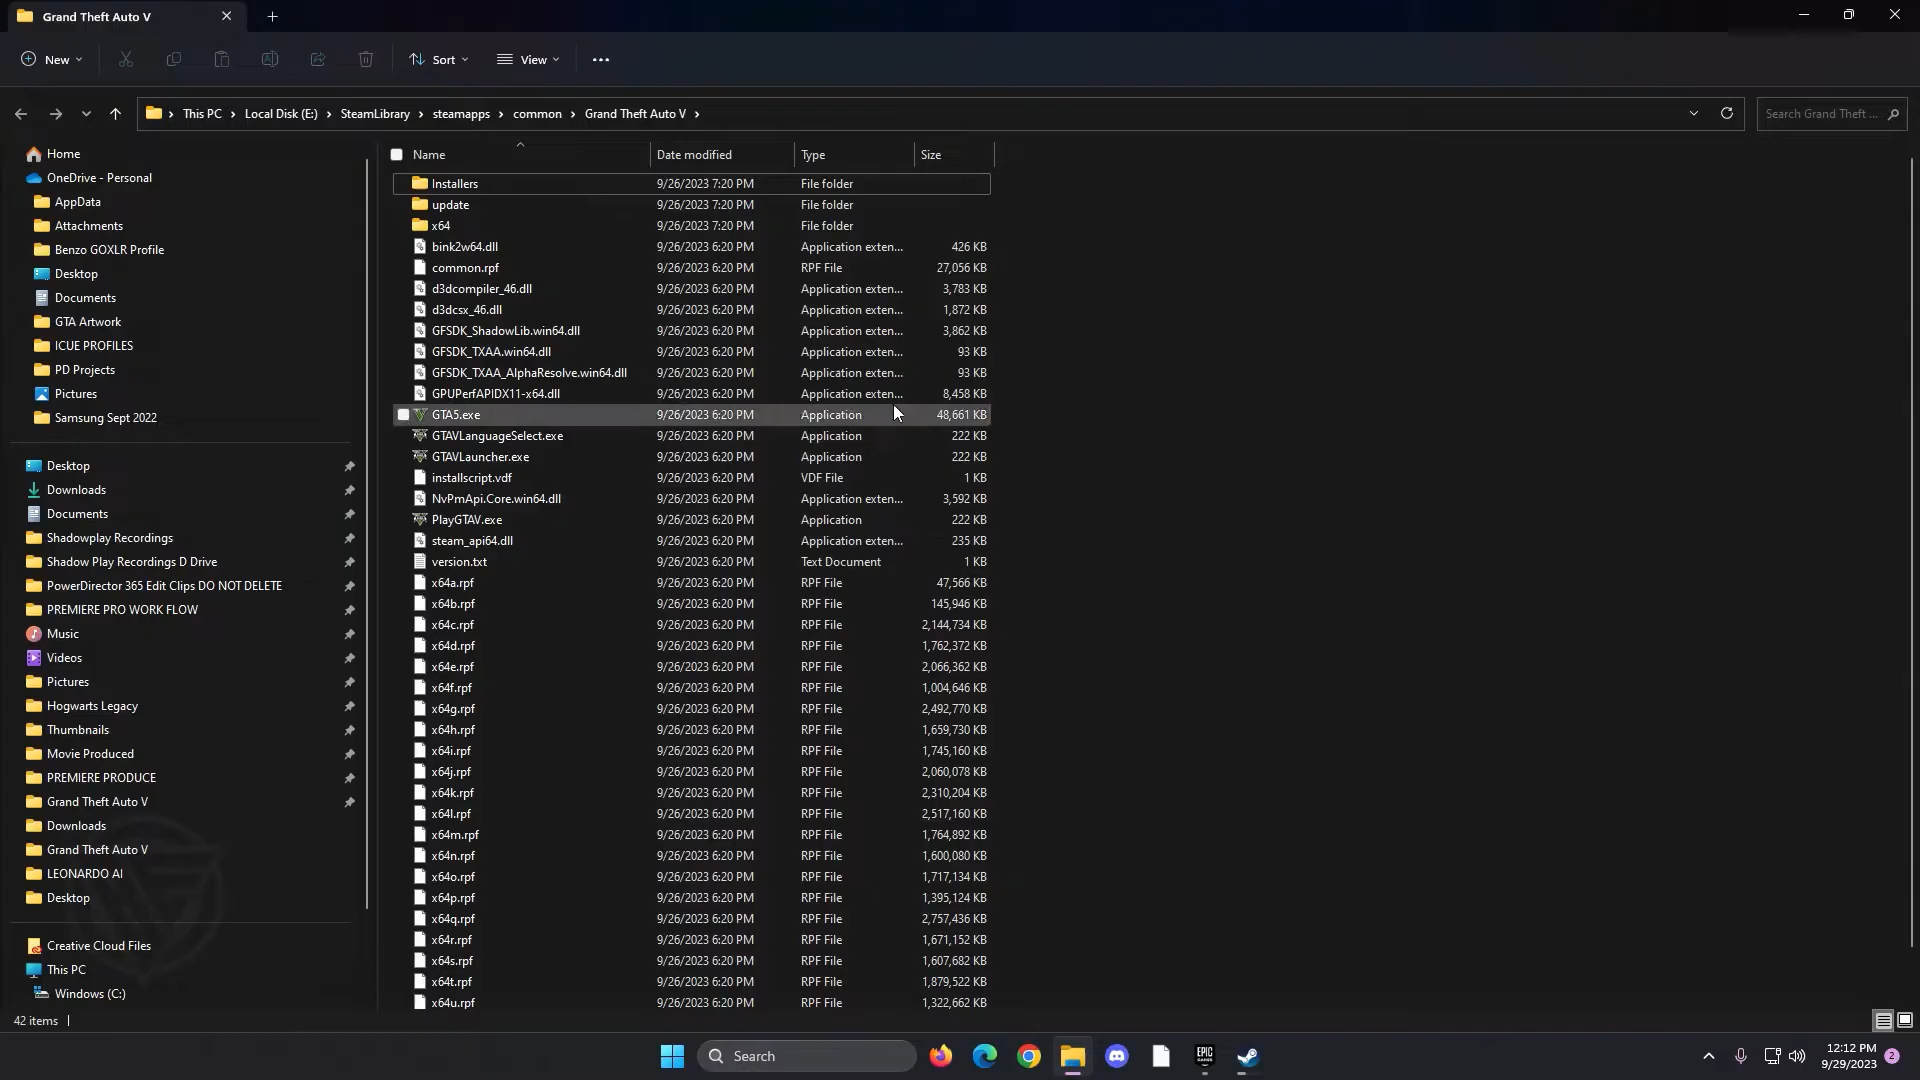 Grand Theft Auto V
New
Sort
View
This PC > Local Disk (E:) > SteamLibrary > steamapps > common > Grand Theft Auto V >
Search Grand Theft ...
Home
OneDrive - Personal
AppData
Attachments
Benzo GOXLR Profile
Desktop
Documents
GTA Artwork
ICUE PROFILES
PD Projects
Pictures
Samsung Sept 2022
Desktop
Downloads
Documents
Shadowplay Recordings
Shadow Play Recordings D Drive
PowerDirector 365 Edit Clips DO NOT DELETE
PREMIERE PRO WORK FLOW
Music
Videos
Pictures
Hogwarts Legacy
Thumbnails
Movie Produced
PREMIERE PRODUCE
Grand Theft Auto V
Downloads
Grand Theft Auto V
LEONARDO AI
Desktop
Creative Cloud Files
This PC
Windows (C:)
Name Date modified Type Size
Installers 9/26/2023 7:20 PM File folder
update 9/26/2023 7:20 PM File folder
x64 9/26/2023 7:20 PM File folder
bink2w64.dll 9/26/2023 6:20 PM Application exten... 426 KB
common.rpf 9/26/2023 6:20 PM RPF File 27,056 KB
d3dcompiler_46.dll 9/26/2023 6:20 PM Application exten... 3,783 KB
d3dcsx_46.dll 9/26/2023 6:20 PM Application exten... 1,872 KB
GFSDK_ShadowLib.win64.dll 9/26/2023 6:20 PM Application exten... 3,862 KB
GFSDK_TXAA.win64.dll 9/26/2023 6:20 PM Application exten... 93 KB
GFSDK_TXAA_AlphaResolve.win64.dll 9/26/2023 6:20 PM Application exten... 93 KB
GPUPerfAPIDX11-x64.dll 9/26/2023 6:20 PM Application exten... 8,458 KB
GTA5.exe 9/26/2023 6:20 PM Application 48,661 KB
GTAVLanguageSelect.exe 9/26/2023 6:20 PM Application 222 KB
GTAVLauncher.exe 9/26/2023 6:20 PM Application 222 KB
installscript.vdf 9/26/2023 6:20 PM VDF File 1 KB
NvPmApi.Core.win64.dll 9/26/2023 6:20 PM Application exten... 3,592 KB
PlayGTAV.exe 9/26/2023 6:20 PM Application 222 KB
steam_api64.dll 9/26/2023 6:20 PM Application exten... 235 KB
version.txt 9/26/2023 6:20 PM Text Document 1 KB
x64a.rpf 9/26/2023 6:20 PM RPF File 47,566 KB
x64b.rpf 9/26/2023 6:20 PM RPF File 145,946 KB
x64c.rpf 9/26/2023 6:20 PM RPF File 2,144,734 KB
x64d.rpf 9/26/2023 6:20 PM RPF File 1,762,372 KB
x64e.rpf 9/26/2023 6:20 PM RPF File 2,066,362 KB
x64f.rpf 9/26/2023 6:20 PM RPF File 1,004,646 KB
x64g.rpf 9/26/2023 6:20 PM RPF File 2,492,770 KB
x64h.rpf 9/26/2023 6:20 PM RPF File 1,659,730 KB
x64i.rpf 9/26/2023 6:20 PM RPF File 1,745,160 KB
x64j.rpf 9/26/2023 6:20 PM RPF File 2,060,078 KB
x64k.rpf 9/26/2023 6:20 PM RPF File 2,310,204 KB
x64l.rpf 9/26/2023 6:20 PM RPF File 2,517,160 KB
x64m.rpf 9/26/2023 6:20 PM RPF File 1,764,892 KB
x64n.rpf 9/26/2023 6:20 PM RPF File 1,600,080 KB
x64o.rpf 9/26/2023 6:20 PM RPF File 1,717,134 KB
x64p.rpf 9/26/2023 6:20 PM RPF File 1,395,124 KB
x64q.rpf 9/26/2023 6:20 PM RPF File 2,757,436 KB
x64r.rpf 9/26/2023 6:20 PM RPF File 1,671,152 KB
x64s.rpf 9/26/2023 6:20 PM RPF File 1,607,682 KB
x64t.rpf 9/26/2023 6:20 PM RPF File 1,879,522 KB
x64u.rpf 9/26/2023 6:20 PM RPF File 1,322,662 KB
42 items
Search
EPIC
GAMES
12:12 PM
9/29/2023
2